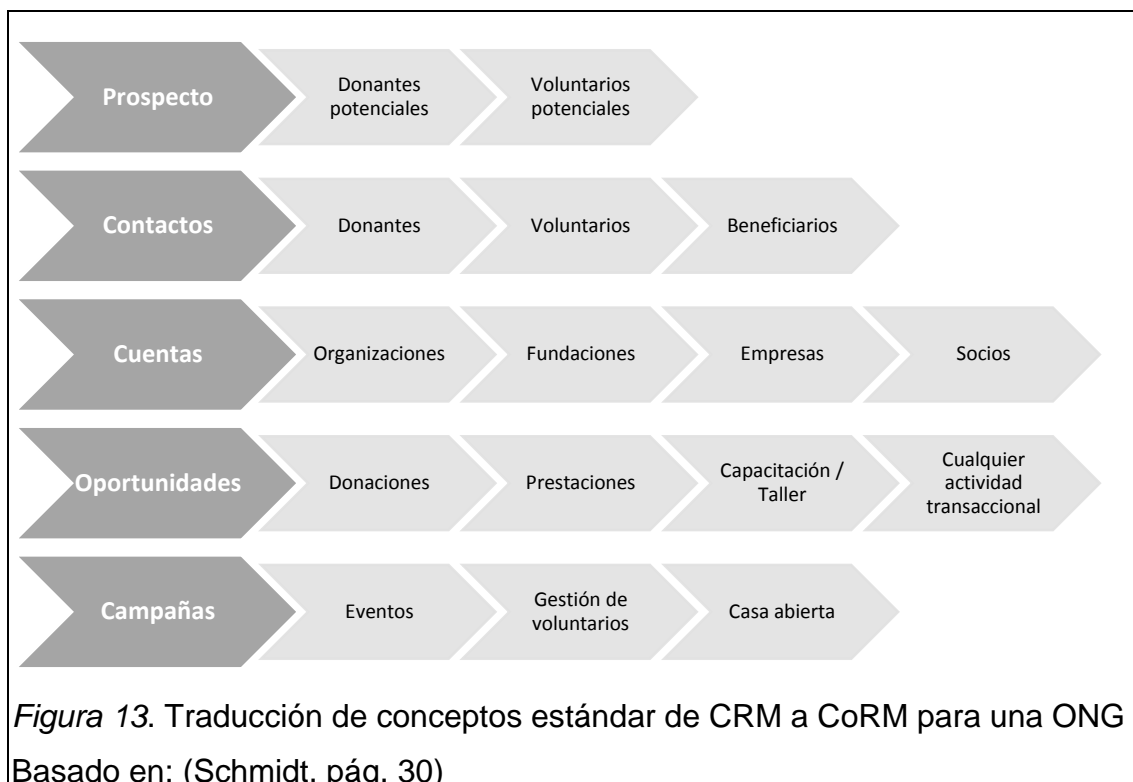 Prospecto
Donantes
potenciales
Voluntarios
potenciales
Contactos
Donantes
Voluntarios
Beneficiarios
Cuentas
Organizaciones
Fundaciones
Empresas
Socios
Oportunidades
Donaciones
Prestaciones
Capacitación /
Taller
Cualquier
actividad
transaccional
Campañas
Eventos
Gestión de
voluntarios
Casa abierta
Figura 13. Traducción de conceptos estándar de CRM a CoRM para una ONG
Basado en: (Schmidt, pág. 30)